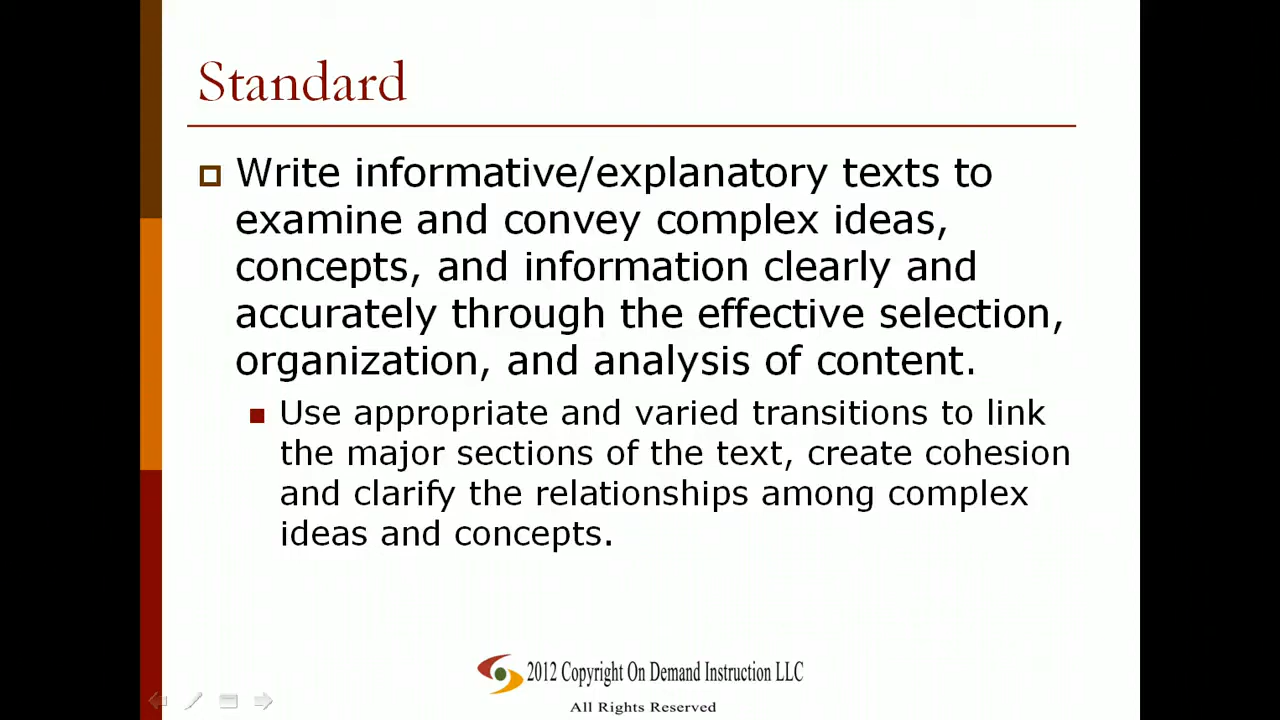 Standard
Write informative/explanatory texts to
examine and convey complex ideas,
concepts, and information clearly and
accurately through the effective selection,
organization, and analysis of content.
Use appropriate and varied transitions to link
the major sections of the text, create cohesion
and clarify the relationships among complex
ideas and concepts.
2012 Copyright On Demand Instruction LLC
All Rights Reserved